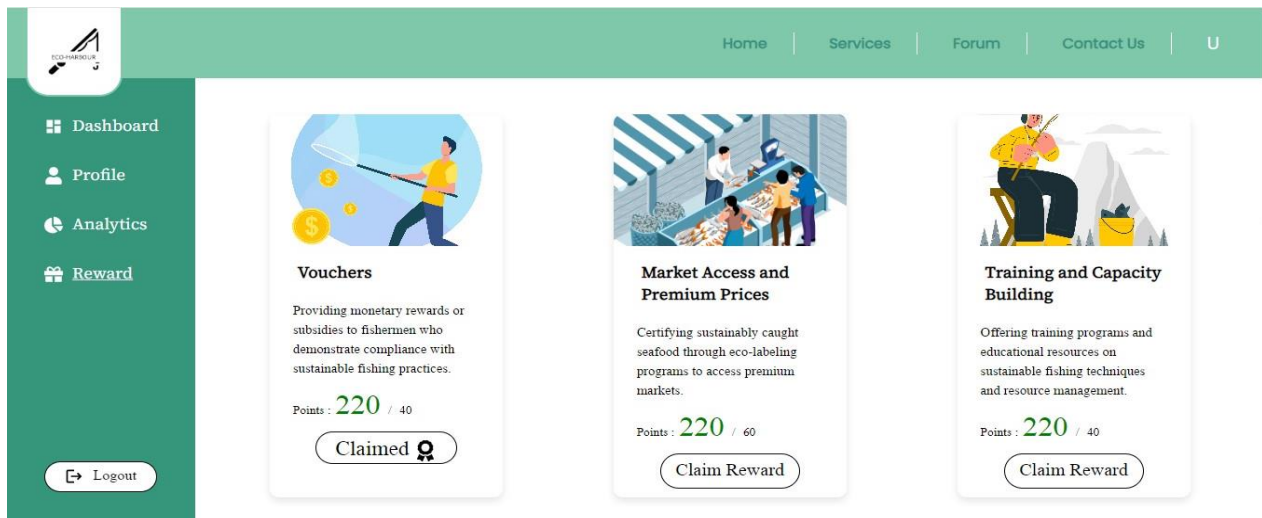 ECO-HARBOUR
Home
Services
Forum
Contact Us
U
Dashboard
Profile
Analytics
Reward
Logout
Vouchers
Providing monetary rewards or
subsidies to fishermen who
demonstrate compliance with
sustainable fishing practices.
Points : 220 / 40
Claimed
Market Access and
Premium Prices
Certifying sustainably caught
seafood through eco-labeling
programs to access premium
markets.
Points : 220 / 60
Claim Reward
Training and Capacity
Building
Offering training programs and
educational resources on
sustainable fishing techniques
and resource management.
Points : 220 / 40
Claim Reward